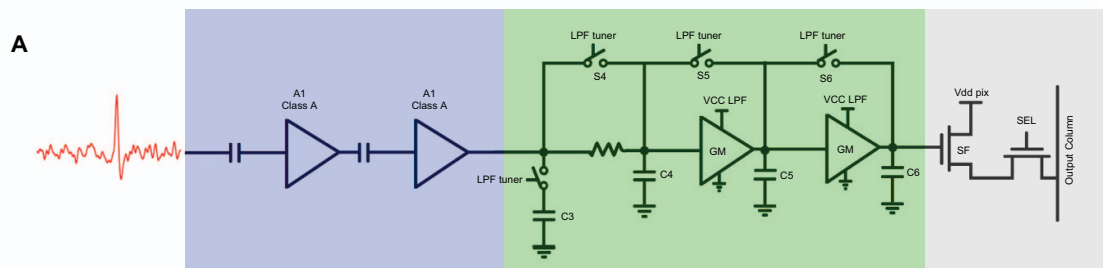 A
A1
Class A
A1
Class A
LPF tuner
S4
LPF tuner
S5
LPF tuner
S6
VCC LPF
GM
VCC LPF
GM
LPF tuner
C3
C4
C5
C6
Vdd pix
SF
SEL
Output Column